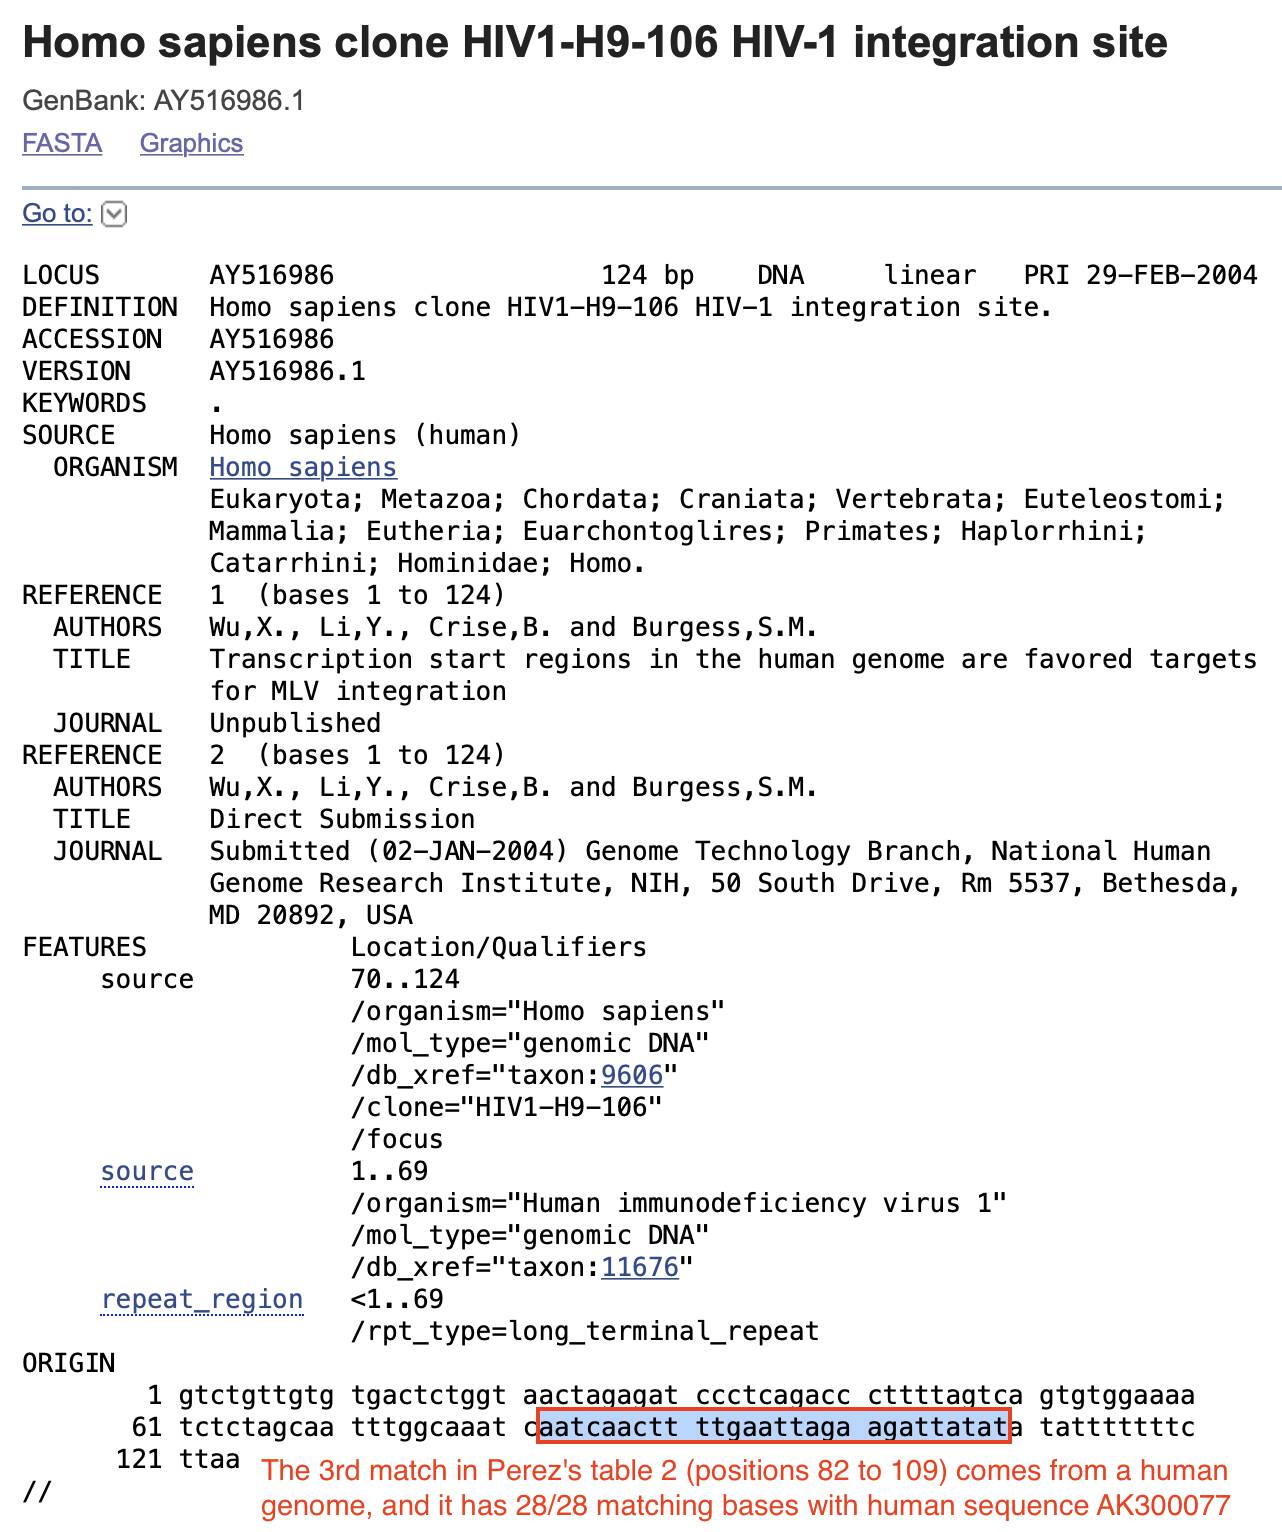 Homo sapiens clone HIV1-H9-106 HIV-1 integration site
GenBank: AY516986.1
FASTA Graphics
Go to:
LOCUS AY516986 124 bp DNA linear PRI 29-FEB-2004
DEFINITION Homo sapiens clone HIV1-H9-106 HIV-1 integration site.
ACCESSION AY516986
VERSION AY516986.1
KEYWORDS .
SOURCE Homo sapiens (human)
ORGANISM Homo sapiens
Eukaryota; Metazoa; Chordata; Craniata; Vertebrata; Euteleostomi;
Mammalia; Eutheria; Euarchontoglires; Primates; Haplorrhini;
Catarrhini; Hominidae; Homo.
REFERENCE 1 (bases 1 to 124)
AUTHORS Wu,X., Li,Y., Crise,B. and Burgess,S.M.
TITLE Transcription start regions in the human genome are favored targets
for MLV integration
JOURNAL Unpublished
REFERENCE 2 (bases 1 to 124)
AUTHORS Wu,X., Li,Y., Crise,B. and Burgess,S.M.
TITLE Direct Submission
JOURNAL Submitted (02-JAN-2004) Genome Technology Branch, National Human
Genome Research Institute, NIH, 50 South Drive, Rm 5537, Bethesda,
MD 20892, USA
FEATURES Location/Qualifiers
source 70..124
/organism="Homo sapiens"
/mol_type="genomic DNA"
/db_xref="taxon:9606"
/clone="HIV1-H9-106"
/focus
source 1..69
/organism="Human immunodeficiency virus 1"
/mol_type="genomic DNA"
/db_xref="taxon:11676"
repeat_region <1..69
/rpt_type=long_terminal_repeat
ORIGIN
1 gtctgttgtg tgactctggt aactagagat ccctcagacc cttttagtca gtgtggaaaa
61 tctctagcaa tttggcaaat caatcaactt ttgaattaga agattatata tatttttttc
121 ttaa
The 3rd match in Perez's table 2 (positions 82 to 109) comes from a human
//
genome, and it has 28/28 matching bases with human sequence AK300077